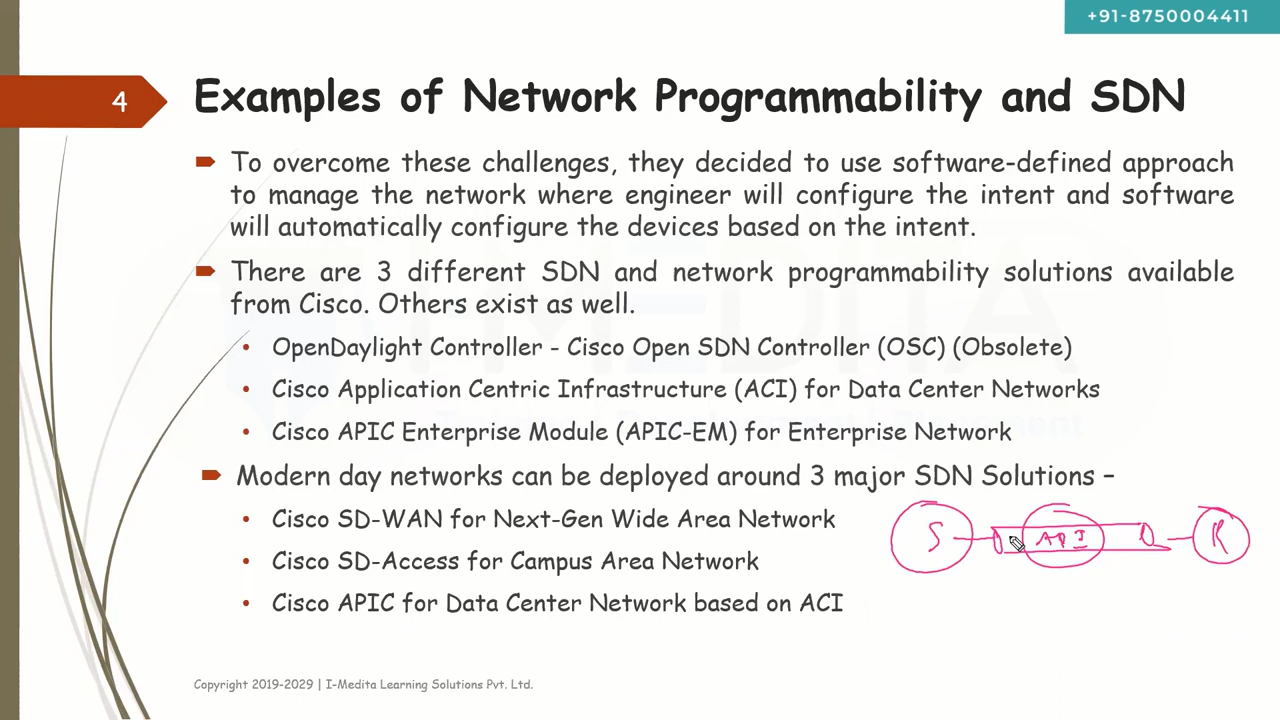 +91-8750004411
4
Examples of Network Programmability and SDN
To overcome these challenges, they decided to use software-defined approach
to manage the network where engineer will configure the intent and software
will automatically configure the devices based on the intent.
There are 3 different SDN and network programmability solutions available
from Cisco. Others exist as well.
• OpenDaylight Controller - Cisco Open SDN Controller (OSC) (Obsolete)
• Cisco Application Centric Infrastructure (ACI) for Data Center Networks
• Cisco APIC Enterprise Module (APIC-EM) for Enterprise Network
Modern day networks can be deployed around 3 major SDN Solutions –
• Cisco SD-WAN for Next-Gen Wide Area Network
S API R
• Cisco SD-Access for Campus Area Network
• Cisco APIC for Data Center Network based on ACI
Copyright 2019-2029 | I-Medita Learning Solutions Pvt. Ltd.